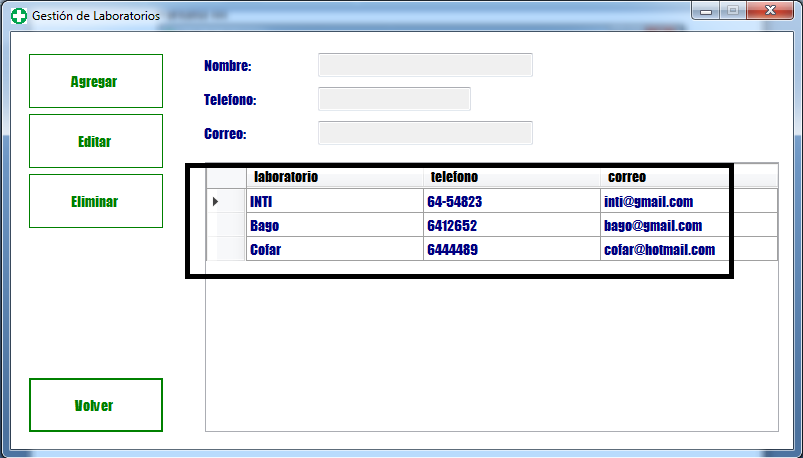 Gestión de Laboratorios
Agregar
Editar
Eliminar
Volver
Nombre:
Telefono:
Correo:
laboratorio telefono correo
INTI 64-54823 inti@gmail.com
Bago 6412652 bago@gmail.com
Cofar 6444489 cofar@hotmail.com